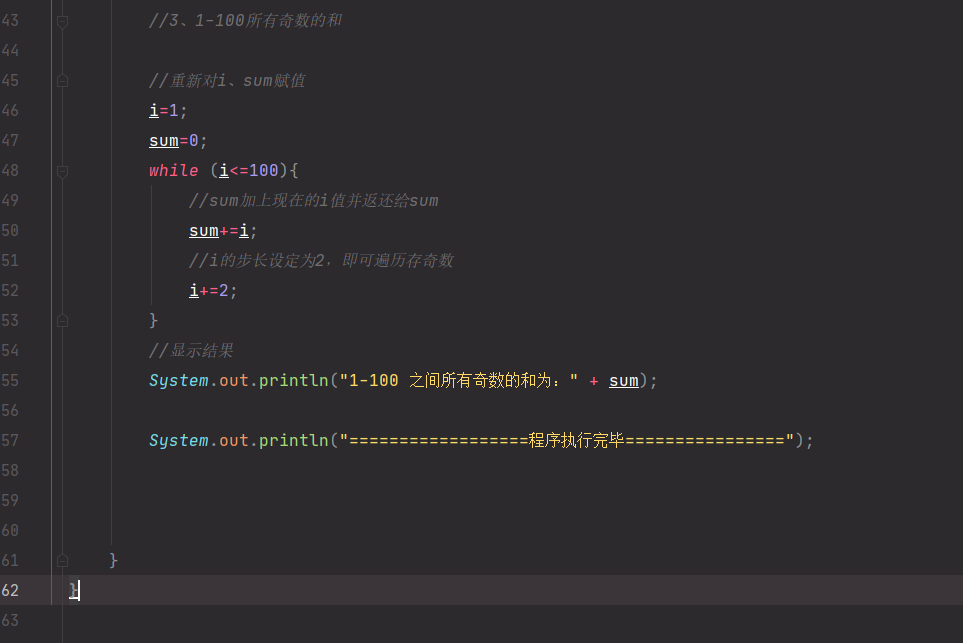 43 //3、1-100所有奇数的和
44
45 //重新对i、sum赋值
46 i=1;
47 sum=0;
48 while (i<=100){
49 //sum加上现在的i值并返还给sum
50 sum+=i;
51 //i的步长设定为2，即可遍历存奇数
52 i+=2;
53 }
54 //显示结果
55 System.out.println("1-100 之间所有奇数的和为：" + sum);
56
57 System.out.println("==================程序执行完毕================");
58
59
60
61 }
62 }
63